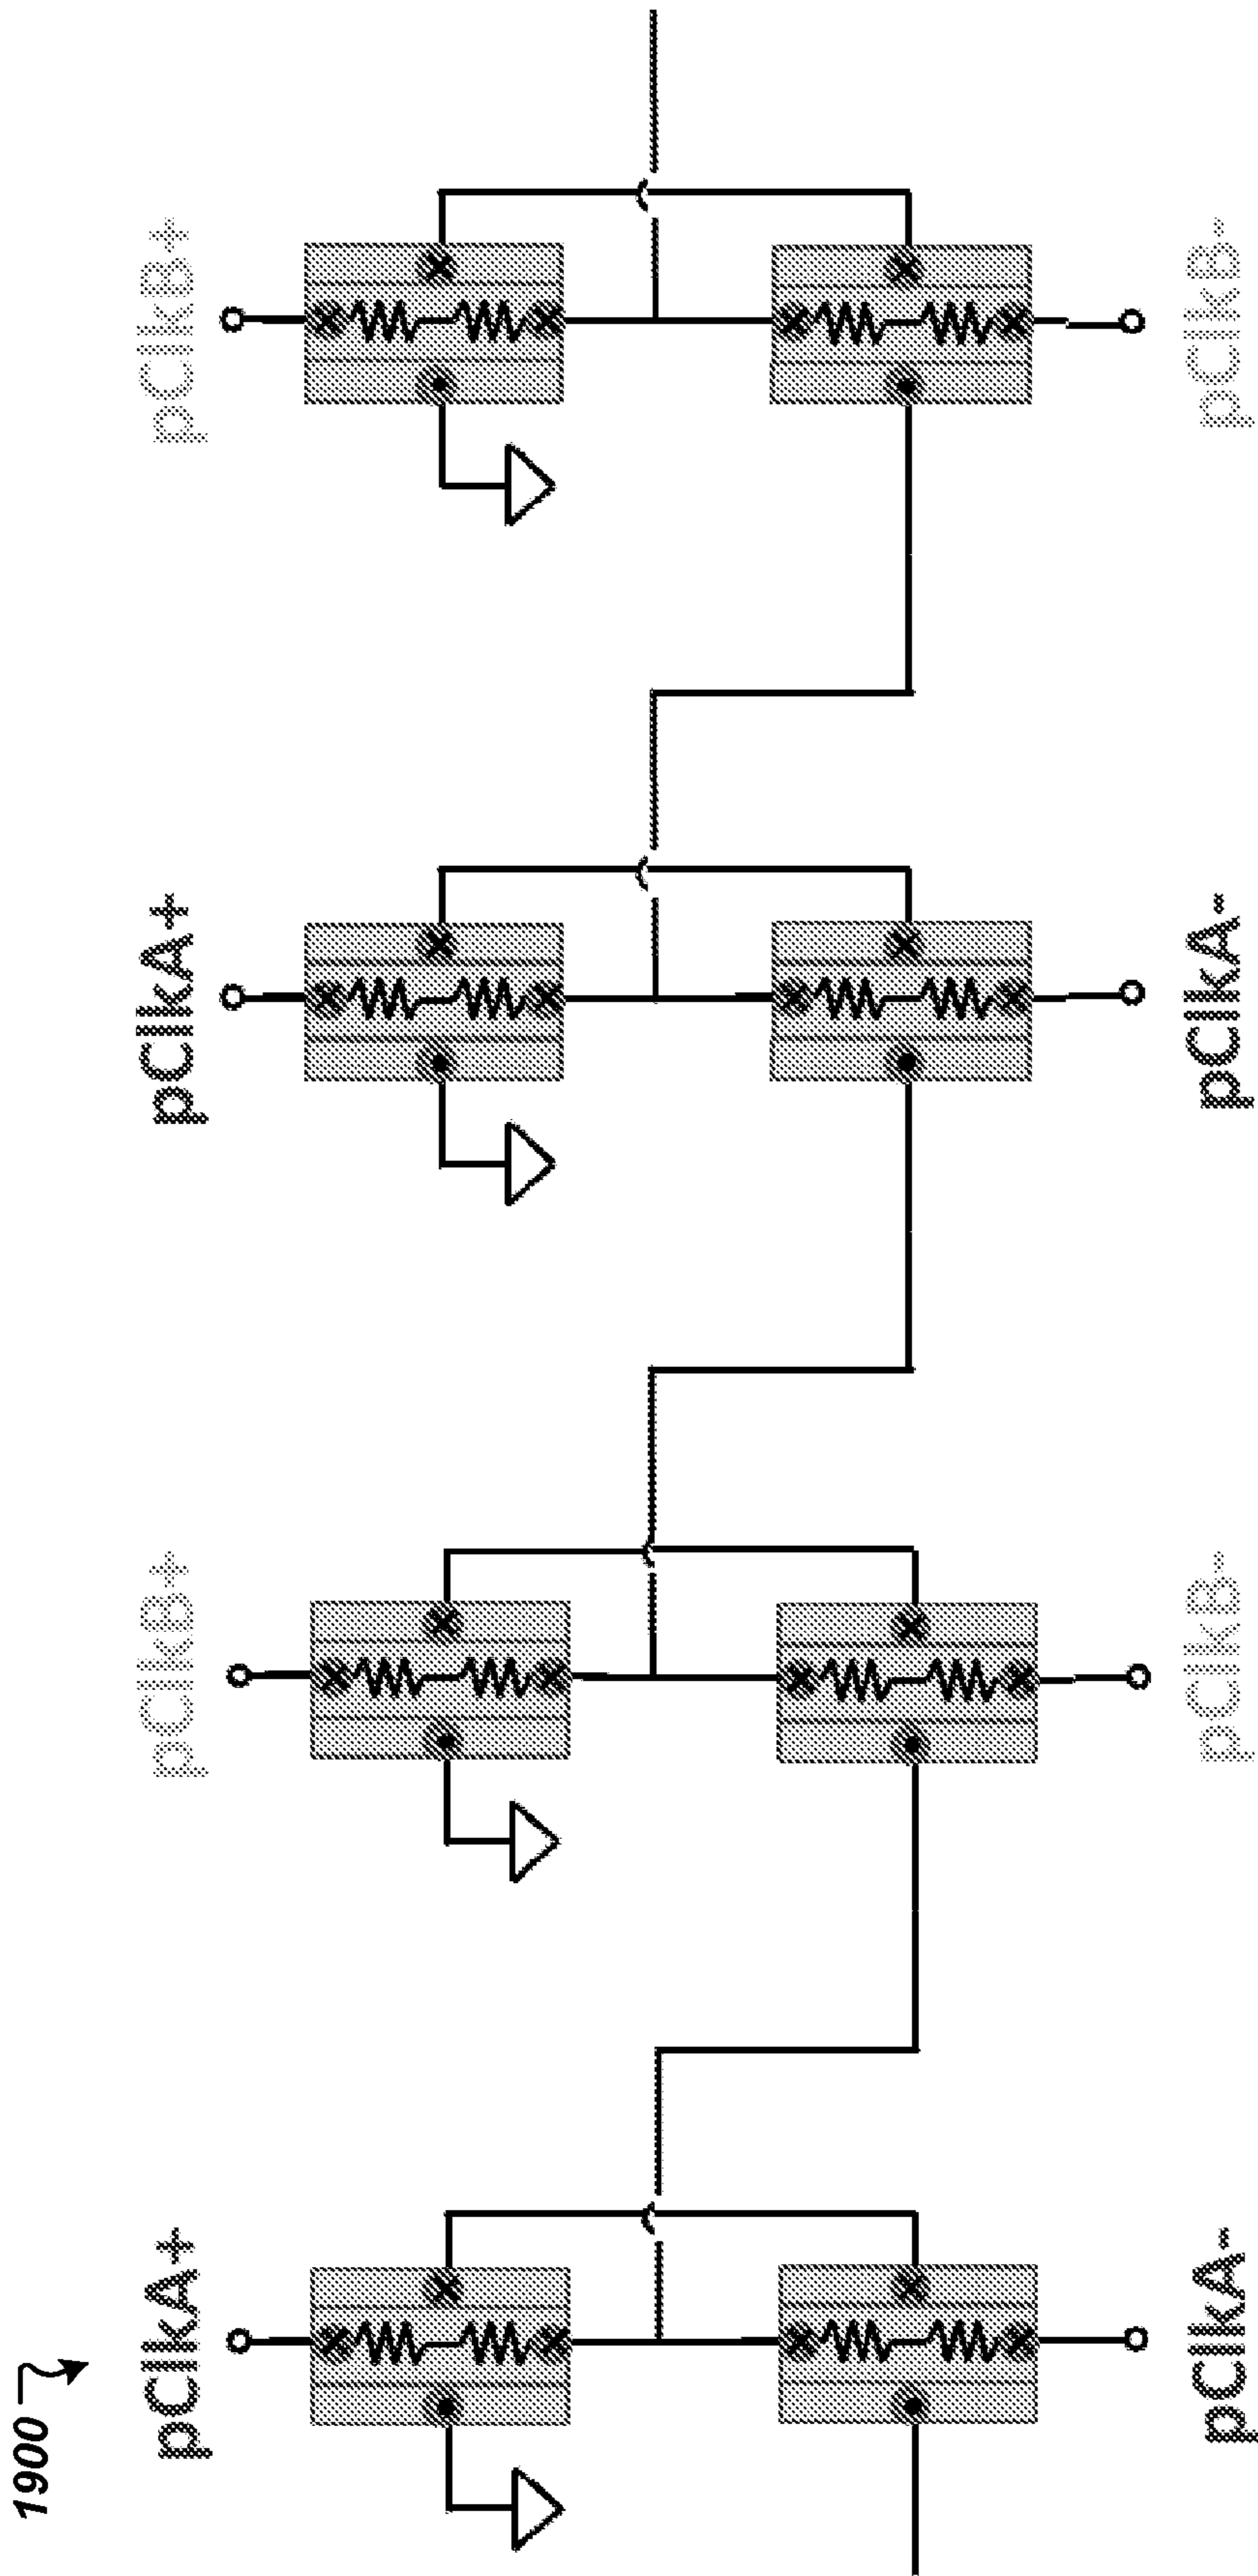 1900
pClkA+
pClkB+
pClkA+
pClkB+
pClkA-
pClkB-
pClkA-
pClkB-